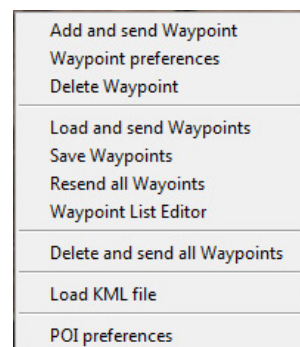 Add and send Waypoint
Waypoint preferences
Delete Waypoint
Load and send Waypoints
Save Waypoints
Resend all Wayoints
Waypoint List Editor
Delete and send all Waypoints
Load KML file
POI preferences